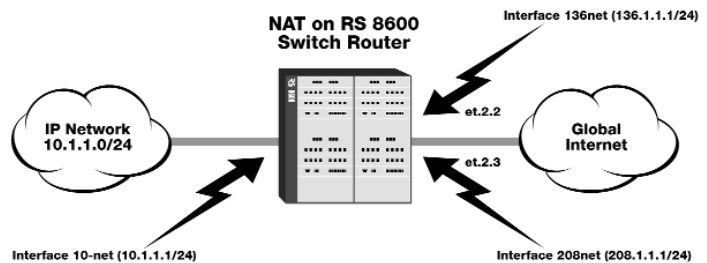 NAT on RS 8600
Switch Router
Interface 136net (136.1.1.1/24)
et.2.2
IP Network
10.1.1.0/24
Global
Internet
et.2.3
Interface 10-net (10.1.1.1/24)
Interface 208net (208.1.1.1/24)